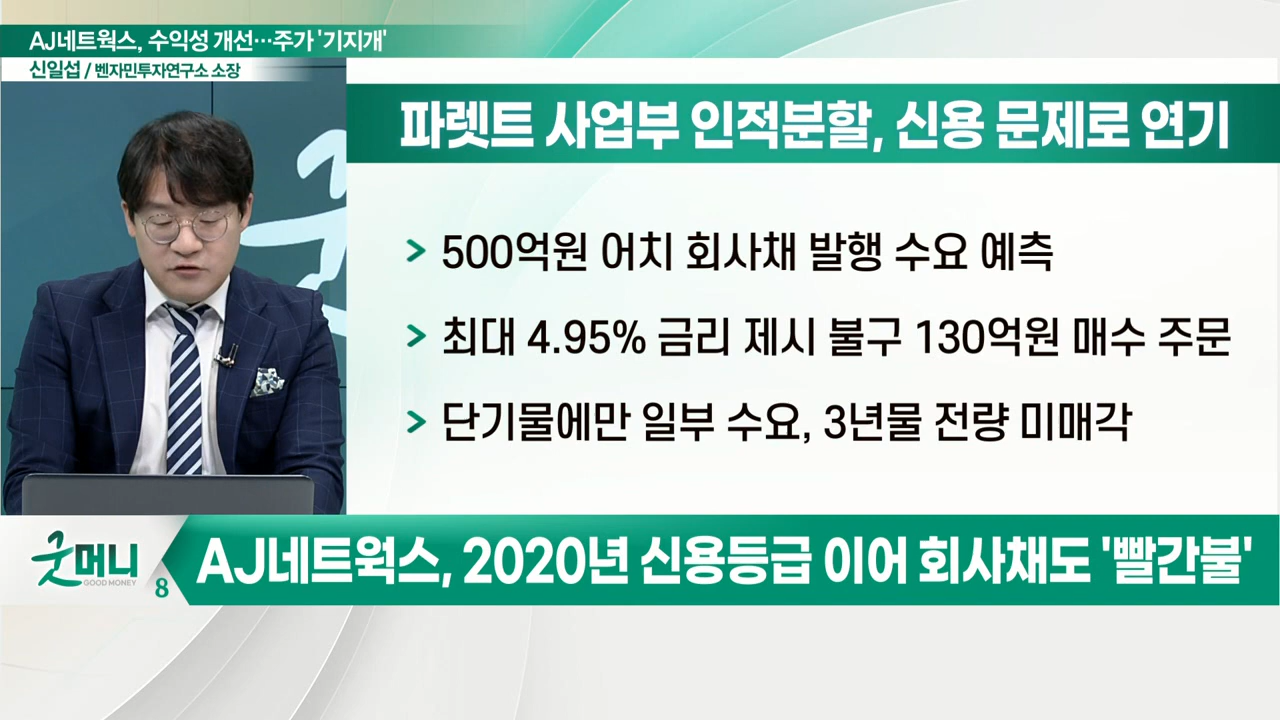 AJ네트웍스, 수익성 개선…주가 '기지개'
신일섭 / 벤자민투자연구소 소장
파렛트 사업부 인적분할, 신용 문제로 연기
> 500억원 어치 회사채 발행 수요 예측
> 최대 4.95% 금리 제시 불구 130억원 매수 주문
> 단기물에만 일부 수요, 3년물 전량 미매각
굿머니
GOOD MONEY
8
AJ네트웍스, 2020년 신용등급 이어 회사채도 '빨간불'